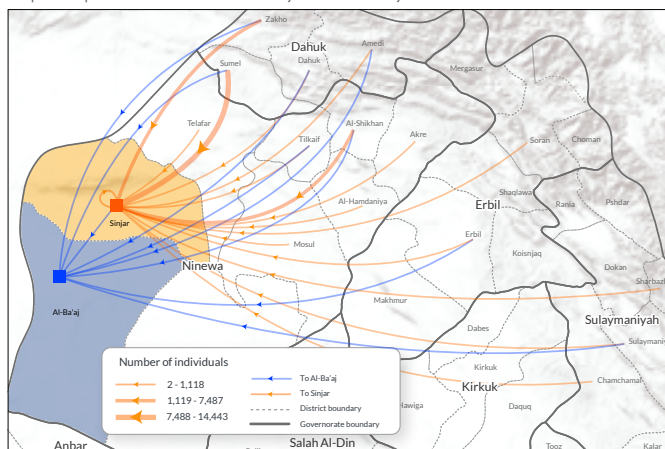 Zakho
Dahuk
Amedi
Sumel
Dahuk
Mergasur
Telafar
Tilkaif
Al-Shikhan
Akre
Soran
Choman
Shaqlawa
Rania
Pshdar
Sinjar
Al-Hamdaniya
Erbil
Mosul
Erbil
Koisnjaq
Ninewa
Dokan
Al-Ba'aj
Makhmur
Sharbazh
Sulaymaniyah
Dabes
Sulaymaniy
Number of individuals
2 - 1,118
1,119 - 7,487
7,488 - 14,443
To Al-Ba'aj
To Sinjar
District boundary
Governorate boundary
Kirkuk
Kirkuk
Chamchamal
Hawiga
Daquq
Anbar
Salah Al-Din
Tooz
Kalar